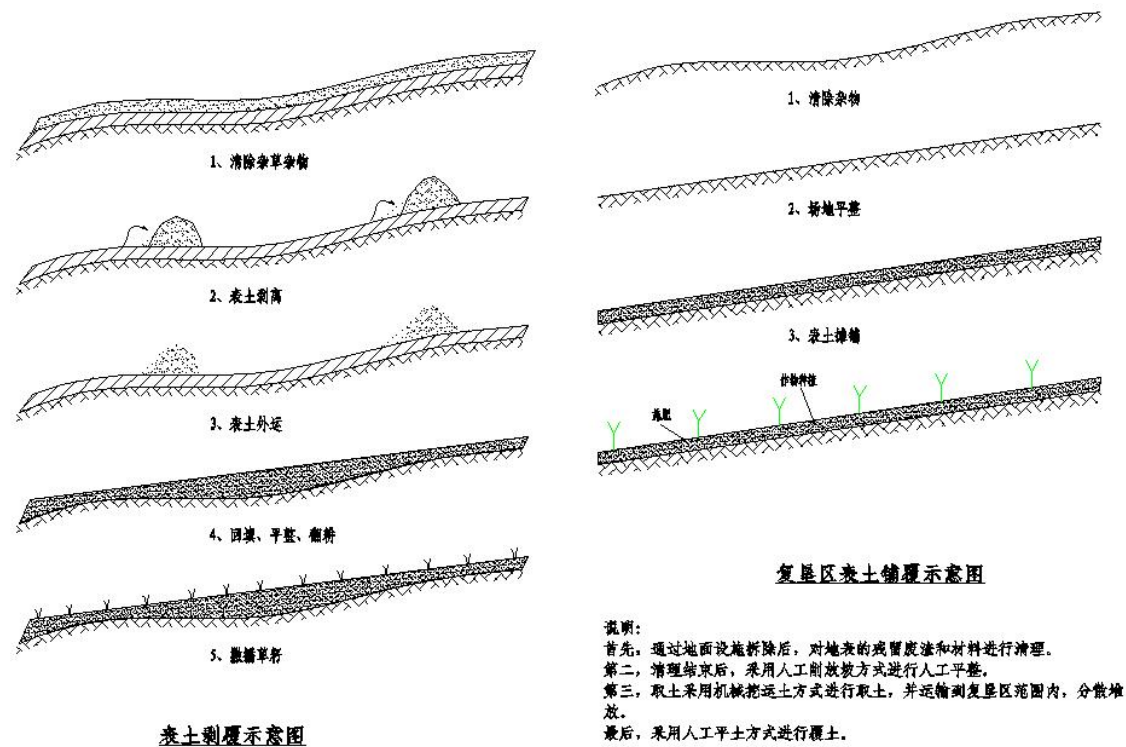 1、清除杂草杂物
2、表土剥离
3、表土外运
4、回填、平整、翻耕
5、撒播草籽
表土剥覆示意图
1、清除杂物
2、场地平整
3、表土摊铺
作物种植
施肥
复垦区表土铺覆示意图
说明：
首先，通过地面设施拆除后，对地表的残留废渣和材料进行清理。
第二，清理结束后，采用人工削放坡方式进行人工平整。
第三，取土采用机械挖运土方式进行取土，并运输到复垦区范围内，分散堆
放。
最后，采用人工平土方式进行覆土。